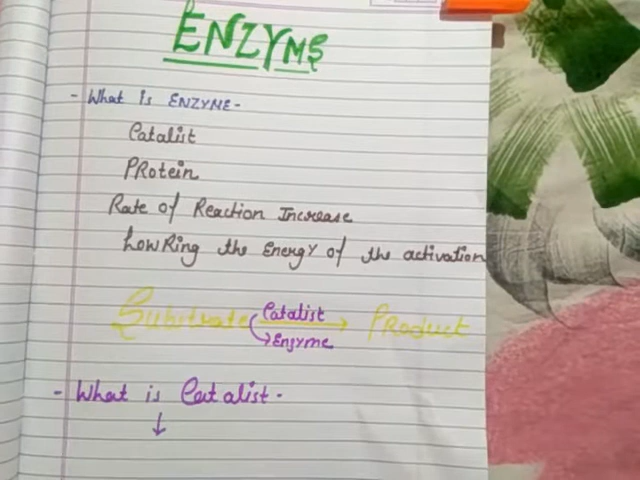 ENZYMS
- What is ENZYME -
Catalist
PRotein
Rate of Reaction Increase
LowRing the Energy of the activation
Substrate Catalist → Product
↳ Enzyme
- What is Catalist -
↓